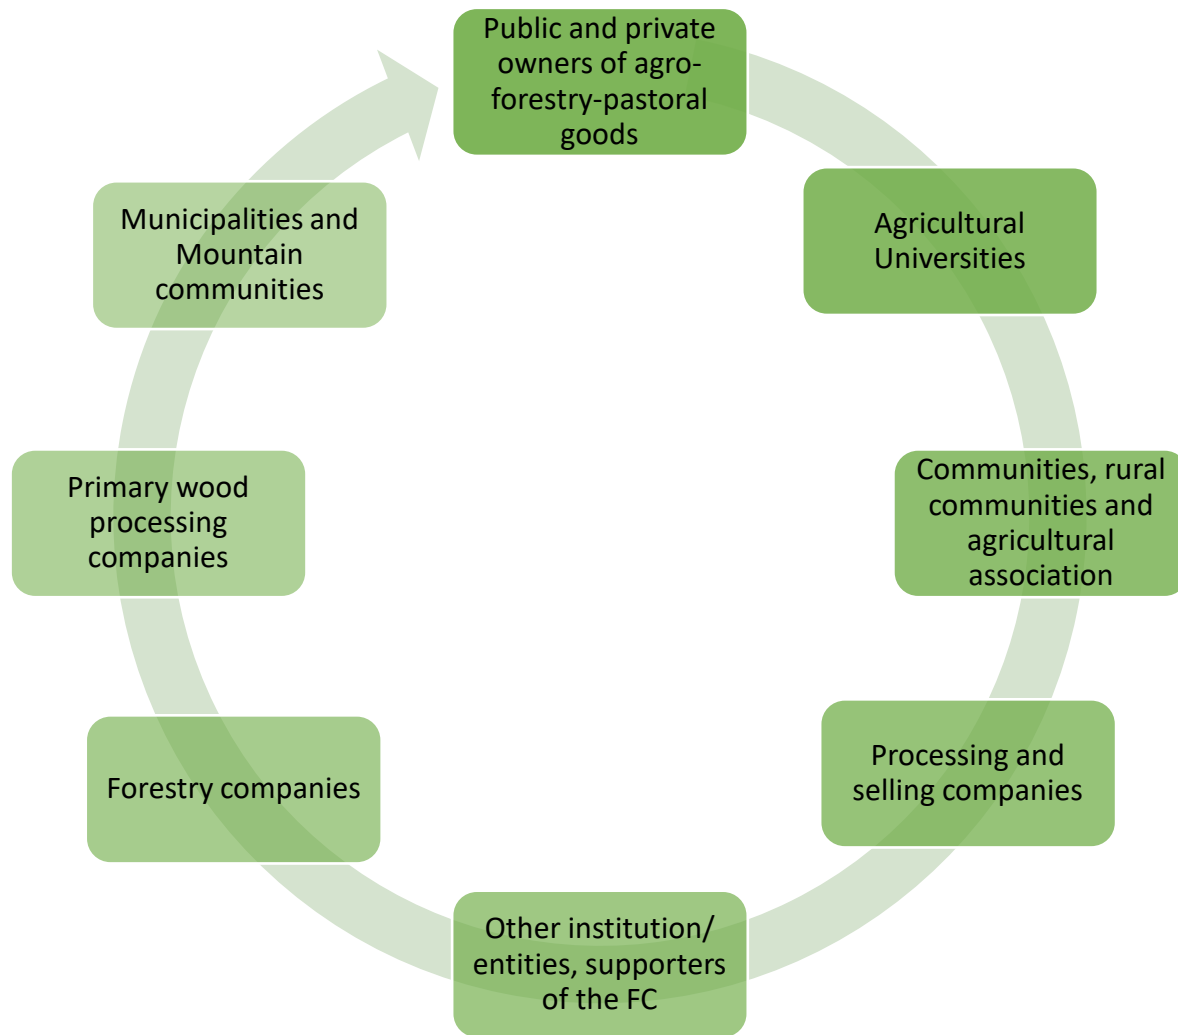 Public and private
owners of agro-
forestry-pastoral
goods
Agricultural
Universities
Communities, rural
communities and
agricultural
association
Processing and
selling companies
Other institution/
entities, supporters
of the FC
Forestry companies
Primary wood
processing
companies
Municipalities and
Mountain
communities